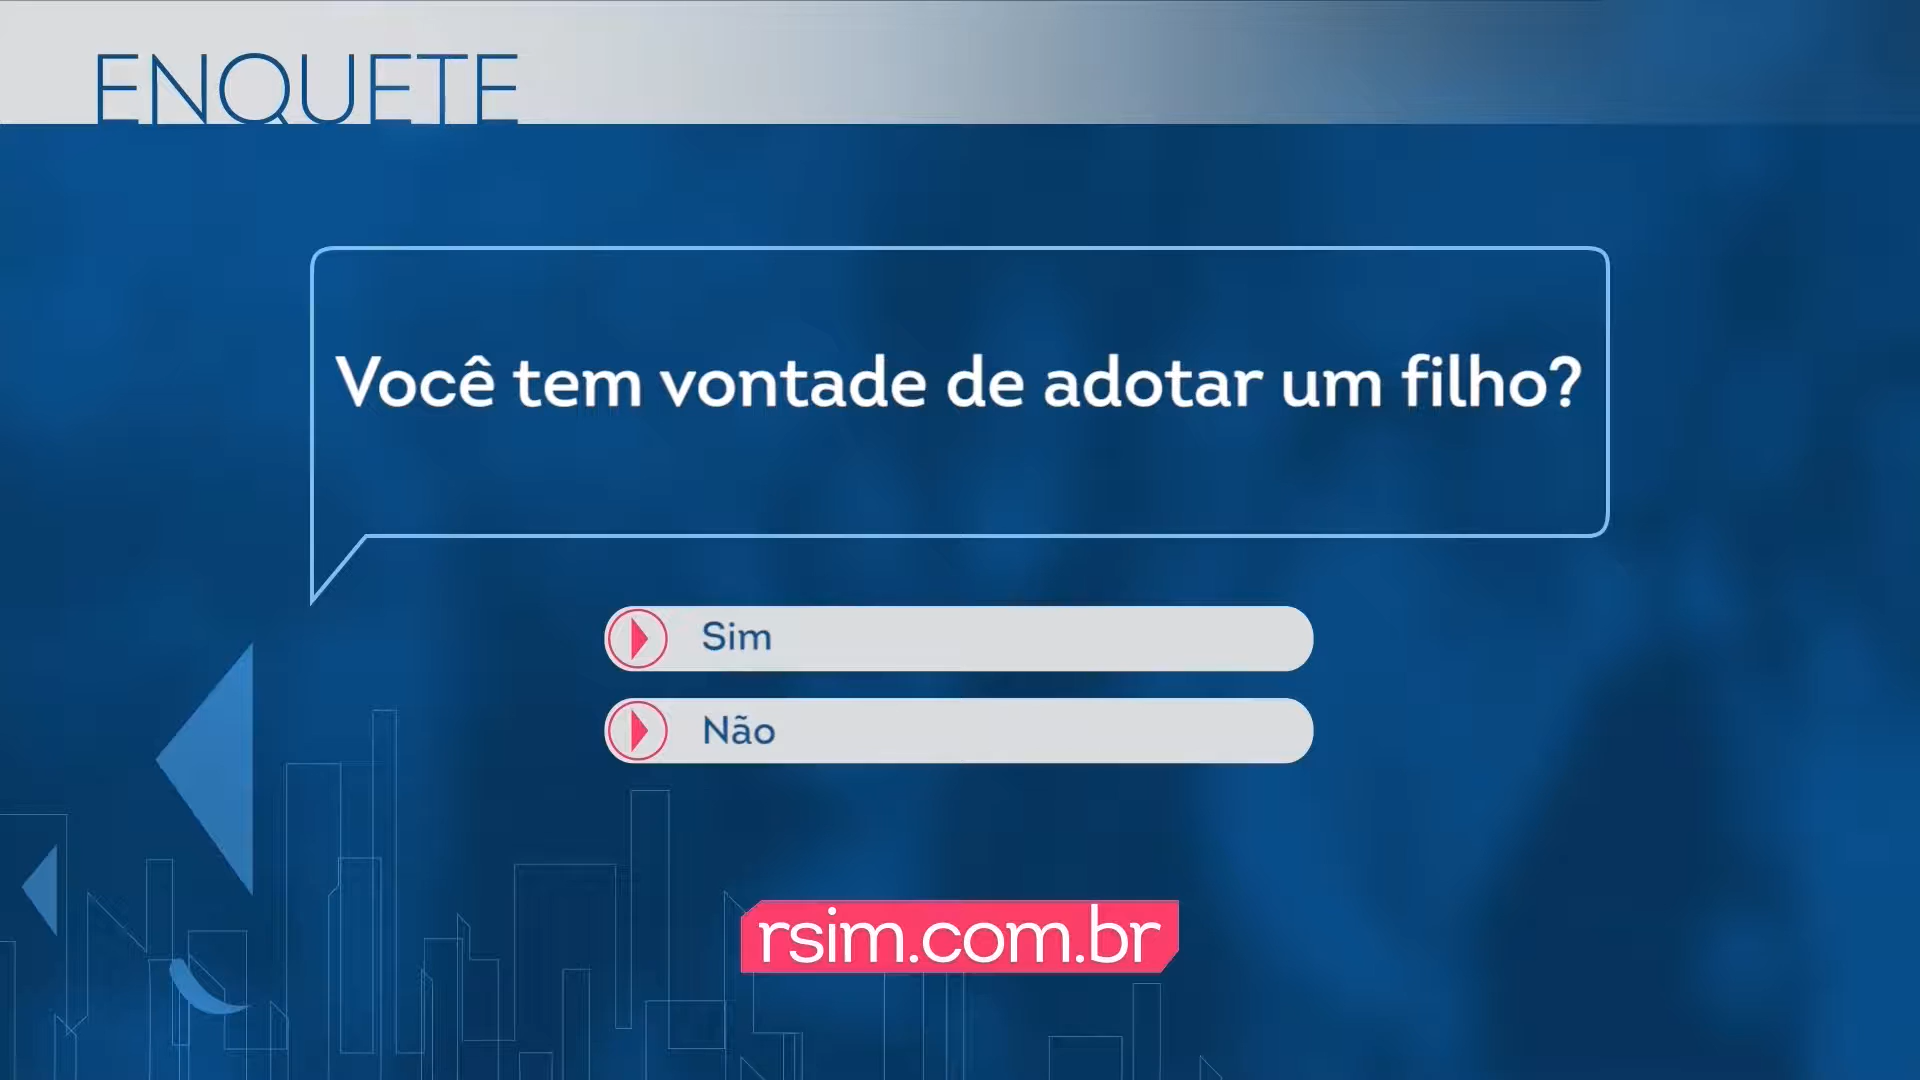 ENQUETE
Você tem vontade de adotar um filho?
Sim
Não
rsim.com.br